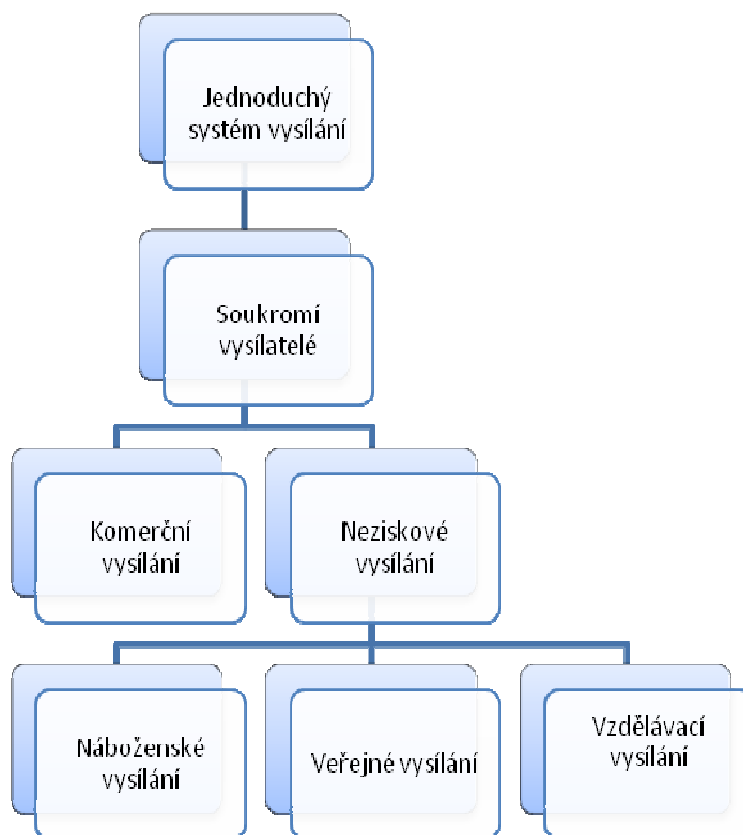 Jednoduchý
systém vysílání
Soukromí
vysílatelé
Komerční
vysílání
Neziskové
vysílání
Náboženské
vysílání
Veřejné vysílání
Vzdělávací
vysílání